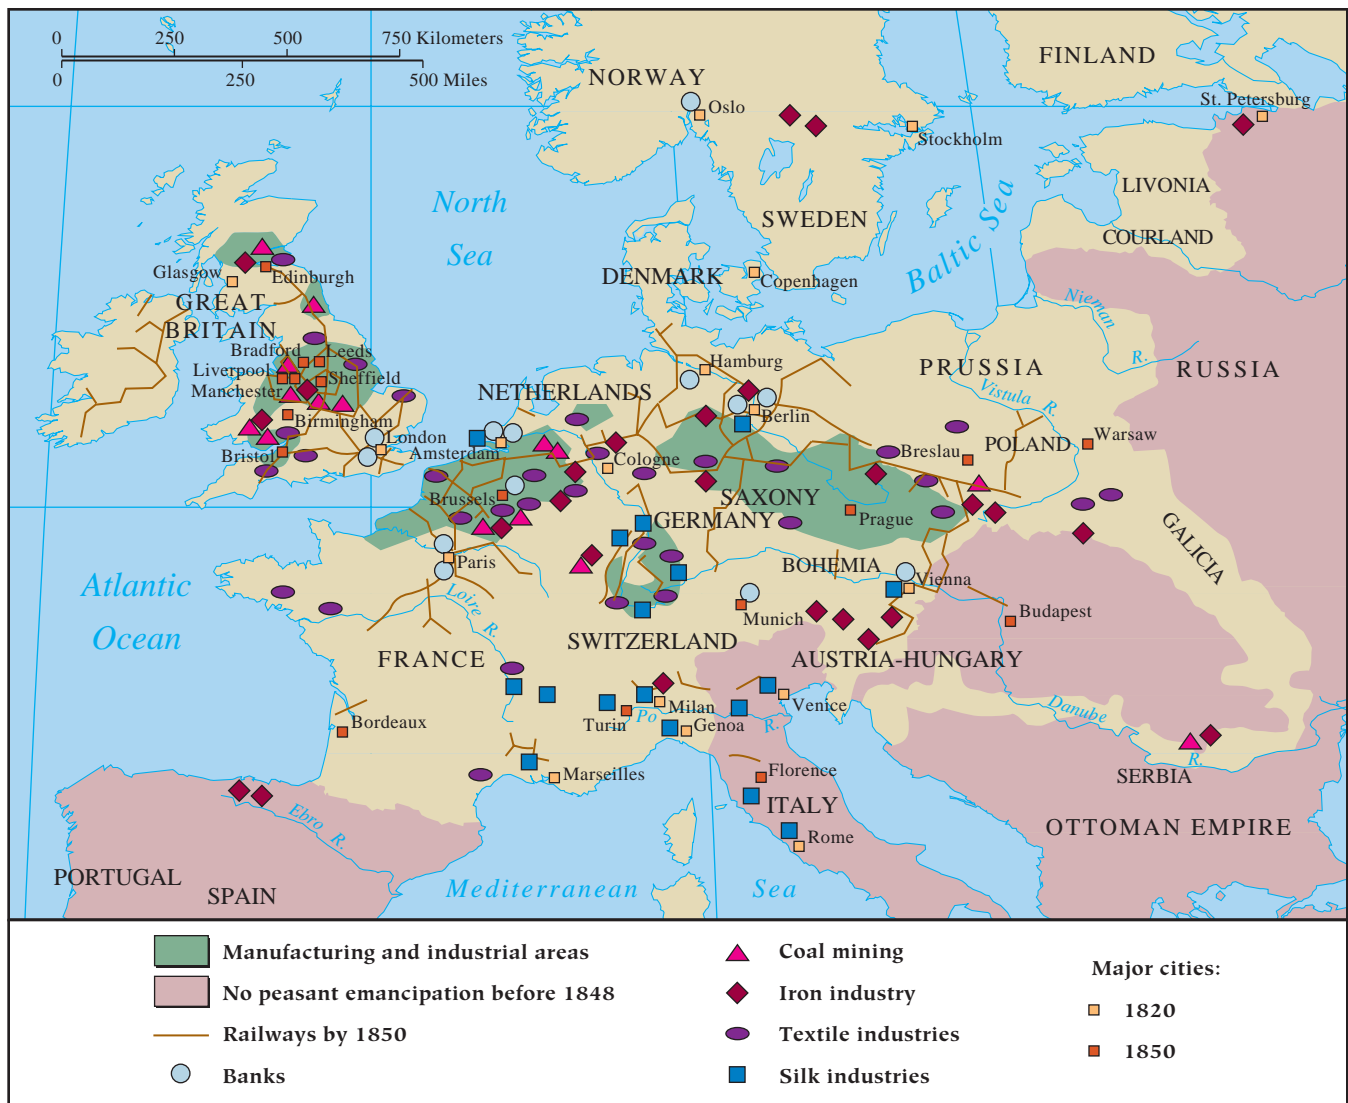 0 250 500 750 Kilometers
0 250 500 Miles
NORWAY
FINLAND
Oslo
St. Petersburg
Stockholm
North
Sea
LIVONIA
SWEDEN
Baltic Sea
COURLAND
Glasgow
Edinburgh
DENMARK
Copenhagen
GREAT
BRITAIN
Nieman
R.
Bradford
Leeds
Liverpool
Sheffield
Manchester
Hamburg
PRUSSIA
RUSSIA
NETHERLANDS
Vistula R.
Berlin
Birmingham
London
Amsterdam
Bristol
Cologne
Breslau
POLAND
Warsaw
Brussels
SAXONY
GERMANY
Prague
GALICIA
Paris
BOHEMIA
Vienna
Atlantic
Ocean
Loire R.
Munich
Budapest
FRANCE
SWITZERLAND
AUSTRIA-HUNGARY
Milan
Venice
Turin
Po
R.
Genoa
Danube
R.
Bordeaux
Marseilles
Florence
SERBIA
ITALY
Ebro R.
Rome
OTTOMAN EMPIRE
PORTUGAL
SPAIN
Mediterranean Sea
Manufacturing and industrial areas
No peasant emancipation before 1848
Railways by 1850
Banks
Coal mining
Iron industry
Textile industries
Silk industries
Major cities:
1820
1850